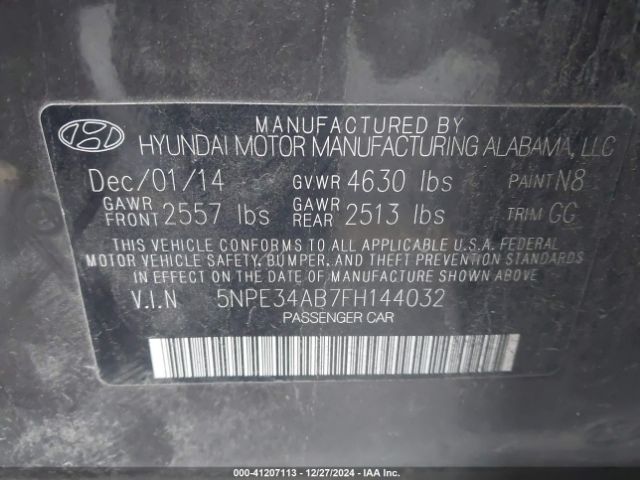 MANUFACTURED BY
HYUNDAI MOTOR MANUFACTURING ALABAMA, LLC
Dec/01/14 GVWR 4630 lbs PAINT N8
GAWR FRONT 2557 lbs GAWR REAR 2513 lbs TRIM GG
THIS VEHICLE CONFORMS TO ALL APPLICABLE U.S.A. FEDERAL
MOTOR VEHICLE SAFETY, BUMPER, AND THEFT STANDARDS
IN EFFECT ON THE DATE OF MANUFACTURE SHOWN ABOVE.
V.I.N 5NPE34AB7FH144032
PASSENGER CAR
000-41207113 - 12/27/2024 - IAA Inc.